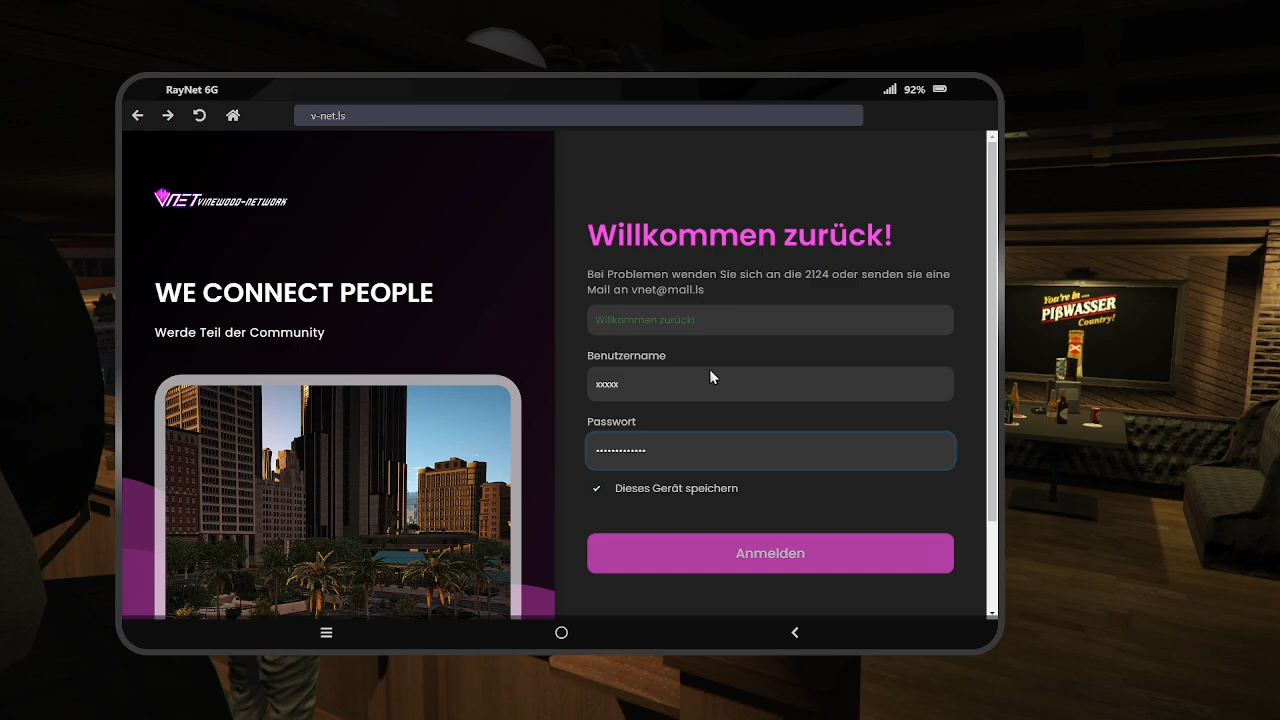 RayNet 6G
92%
v-net.ls
VNET VINEWOOD-NETWORK
WE CONNECT PEOPLE
Werde Teil der Community
Willkommen zurück!
Bei Problemen wenden Sie sich an die 2124 oder senden sie eine
Mail an vnet@mail.ls
Willkommen zurück!
Benutzername
xxxxx
Passwort
•••••••••••••
Dieses Gerät speichern
Anmelden
You're in...
PIßWASSER
Country!